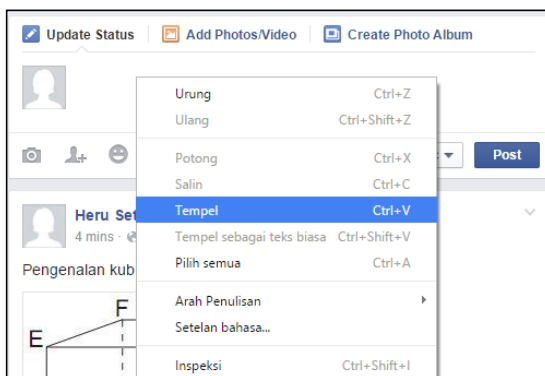 Update Status Add Photos/Video Create Photo Album
Urung Ctrl+Z
Ulang Ctrl+Shift+Z
Potong Ctrl+X
Post
Salin Ctrl+C
Heru Set
Tempel Ctrl+V
4 mins ·
Tempel sebagai teks biasa Ctrl+Shift+V
Pengenalan kub
Pilih semua Ctrl+A
Arah Penulisan
F
Setelan bahasa...
E
Inspeksi Ctrl+Shift+I